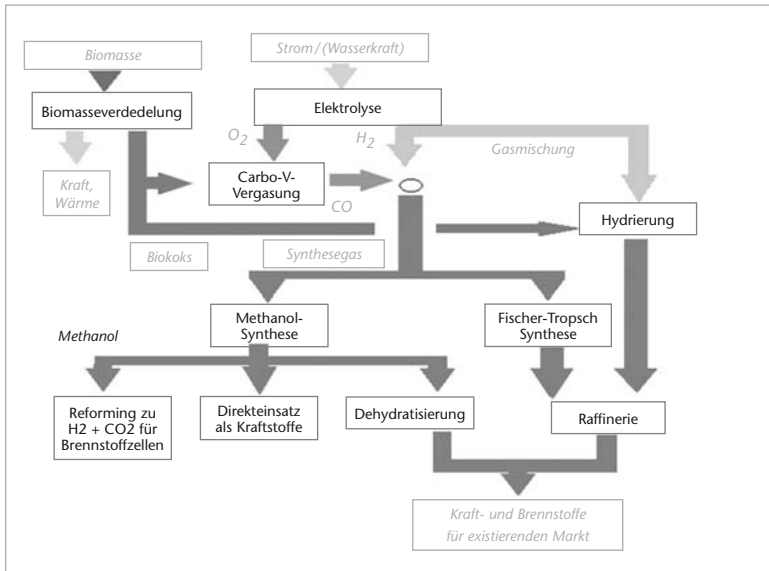 Biomasse
Strom/(Wasserkraft)
Biomasseverdedelung
Elektrolyse
O2
H2
Gasmischung
Kraft,
Wärme
Carbo-V-
Vergasung
CO
Hydrierung
Biokoks
Synthesegas
Methanol
Methanol-
Synthese
Fischer-Tropsch
Synthese
Reforming zu
H2 + CO2 für
Brennstoffzellen
Direkteinsatz
als Kraftstoffe
Dehydratisierung
Raffinerie
Kraft- und Brennstoffe
für existierenden Markt